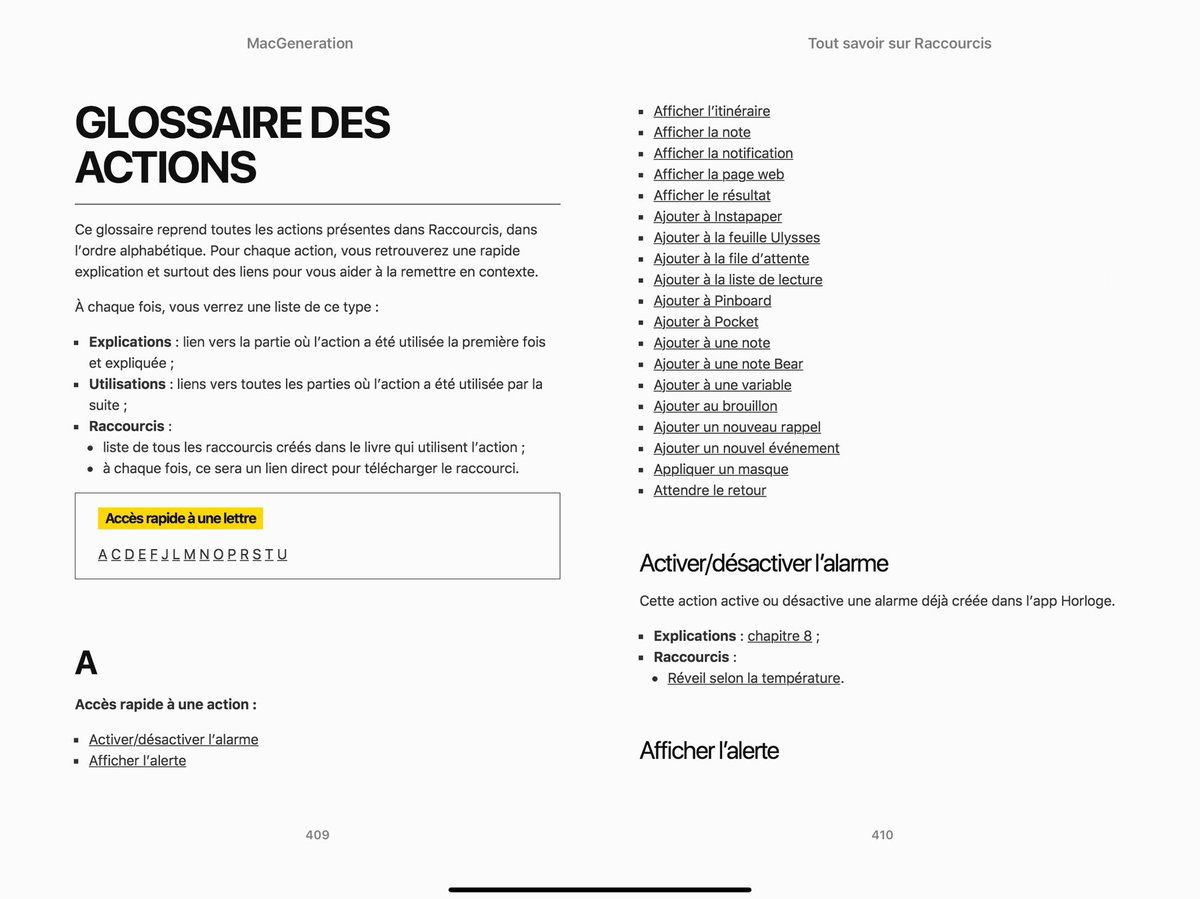 MacGeneration
GLOSSAIRE DES
ACTIONS
Ce glossaire reprend toutes les actions présentes dans Raccourcis, dans
l’ordre alphabétique. Pour chaque action, vous retrouverez une rapide
explication et surtout des liens pour vous aider à la remettre en contexte.
À chaque fois, vous verrez une liste de ce type :
▪ Explications : lien vers la partie où l’action a été utilisée la première fois
et expliquée ;
▪ Utilisations : liens vers toutes les parties où l’action a été utilisée par la
suite ;
▪ Raccourcis :
• liste de tous les raccourcis créés dans le livre qui utilisent l’action ;
• à chaque fois, ce sera un lien direct pour télécharger le raccourci.
Accès rapide à une lettre
A C D E F J L M N O P R S T U
A
Accès rapide à une action :
▪ Activer/désactiver l’alarme
▪ Afficher l’alerte
409
Tout savoir sur Raccourcis
▪ Afficher l’itinéraire
▪ Afficher la note
▪ Afficher la notification
▪ Afficher la page web
▪ Afficher le résultat
▪ Ajouter à Instapaper
▪ Ajouter à la feuille Ulysses
▪ Ajouter à la file d’attente
▪ Ajouter à la liste de lecture
▪ Ajouter à Pinboard
▪ Ajouter à Pocket
▪ Ajouter à une note
▪ Ajouter à une note Bear
▪ Ajouter à une variable
▪ Ajouter au brouillon
▪ Ajouter un nouveau rappel
▪ Ajouter un nouvel événement
▪ Appliquer un masque
▪ Attendre le retour
Activer/désactiver l’alarme
Cette action active ou désactive une alarme déjà créée dans l’app Horloge.
▪ Explications : chapitre 8 ;
▪ Raccourcis :
• Réveil selon la température.
Afficher l’alerte
410